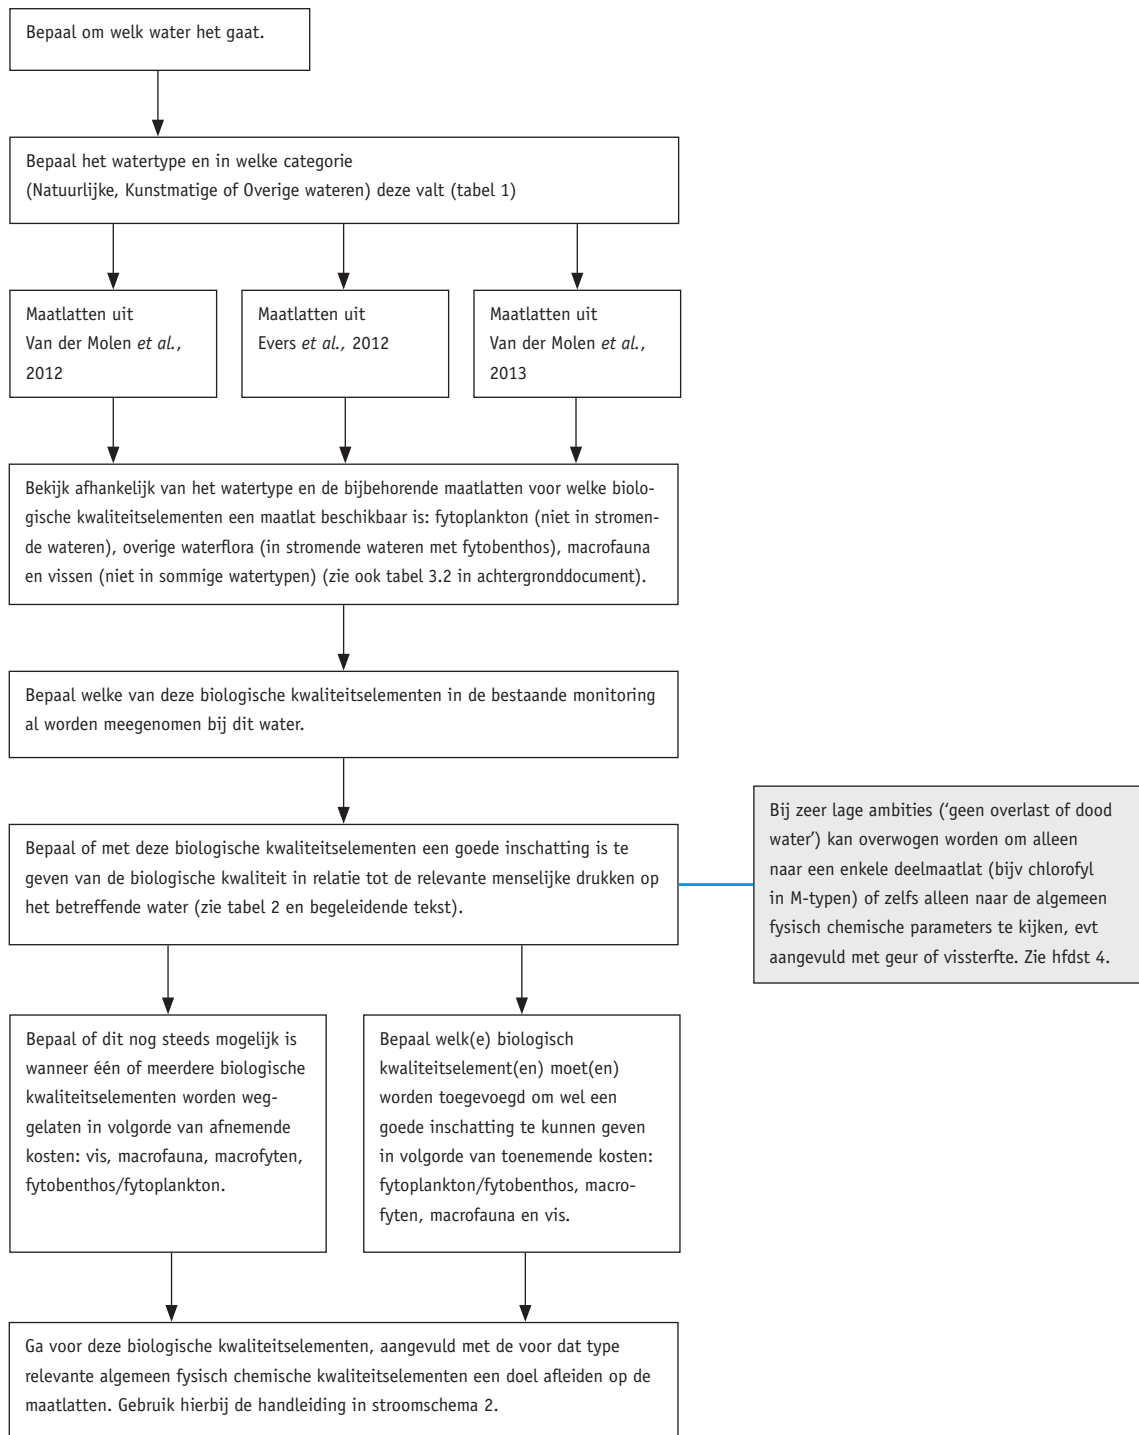 Bepaal om welk water het gaat.
Bepaal het watertype en in welke categorie
(Natuurlijke, Kunstmatige of Overige wateren) deze valt (tabel 1)
Maatlatten uit
Van der Molen et al.,
2012
Maatlatten uit
Evers et al., 2012
Maatlatten uit
Van der Molen et al.,
2013
Bekijk afhankelijk van het watertype en de bijbehorende maatlatten voor welke biolo-
gische kwaliteitselementen een maatlat beschikbaar is: fytoplankton (niet in stromen-
de wateren), overige waterflora (in stromende wateren met fytobenthos), macrofauna
en vissen (niet in sommige watertypen) (zie ook tabel 3.2 in achtergronddocument).
Bepaal welke van deze biologische kwaliteitselementen in de bestaande monitoring
al worden meegenomen bij dit water.
Bepaal of met deze biologische kwaliteitselementen een goede inschatting is te
geven van de biologische kwaliteit in relatie tot de relevante menselijke drukken op
het betreffende water (zie tabel 2 en begeleidende tekst).
Bij zeer lage ambities (‘geen overlast of dood
water’) kan overwogen worden om alleen
naar een enkele deelmaatlat (bijv chlorofyl
in M-typen) of zelfs alleen naar de algemeen
fysisch chemische parameters te kijken, evt
aangevuld met geur of vissterfte. Zie hfdst 4.
Bepaal of dit nog steeds mogelijk is
wanneer één of meerdere biologische
kwaliteitselementen worden weg-
gelaten in volgorde van afnemende
kosten: vis, macrofauna, macrofyten,
fytobenthos/fytoplankton.
Bepaal welk(e) biologisch
kwaliteitselement(en) moet(en)
worden toegevoegd om wel een
goede inschatting te kunnen geven
in volgorde van toenemende kosten:
fytoplankton/fytobenthos, macro-
fyten, macrofauna en vis.
Ga voor deze biologische kwaliteitselementen, aangevuld met de voor dat type
relevante algemeen fysisch chemische kwaliteitselementen een doel afleiden op de
maatlatten. Gebruik hierbij de handleiding in stroomschema 2.